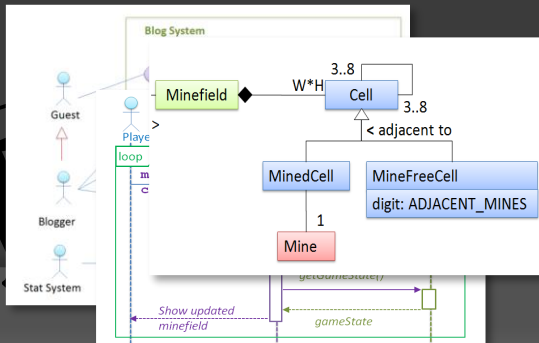 Blog System
Guest
Blogger
Stat System
loop
Minefield
W*H
3..8
Cell
3..8
>
< adjacent to
MinedCell
MineFreeCell
digit: ADJACENT_MINES
1
Mine
getGameState()
Show updated
minefield
gameState